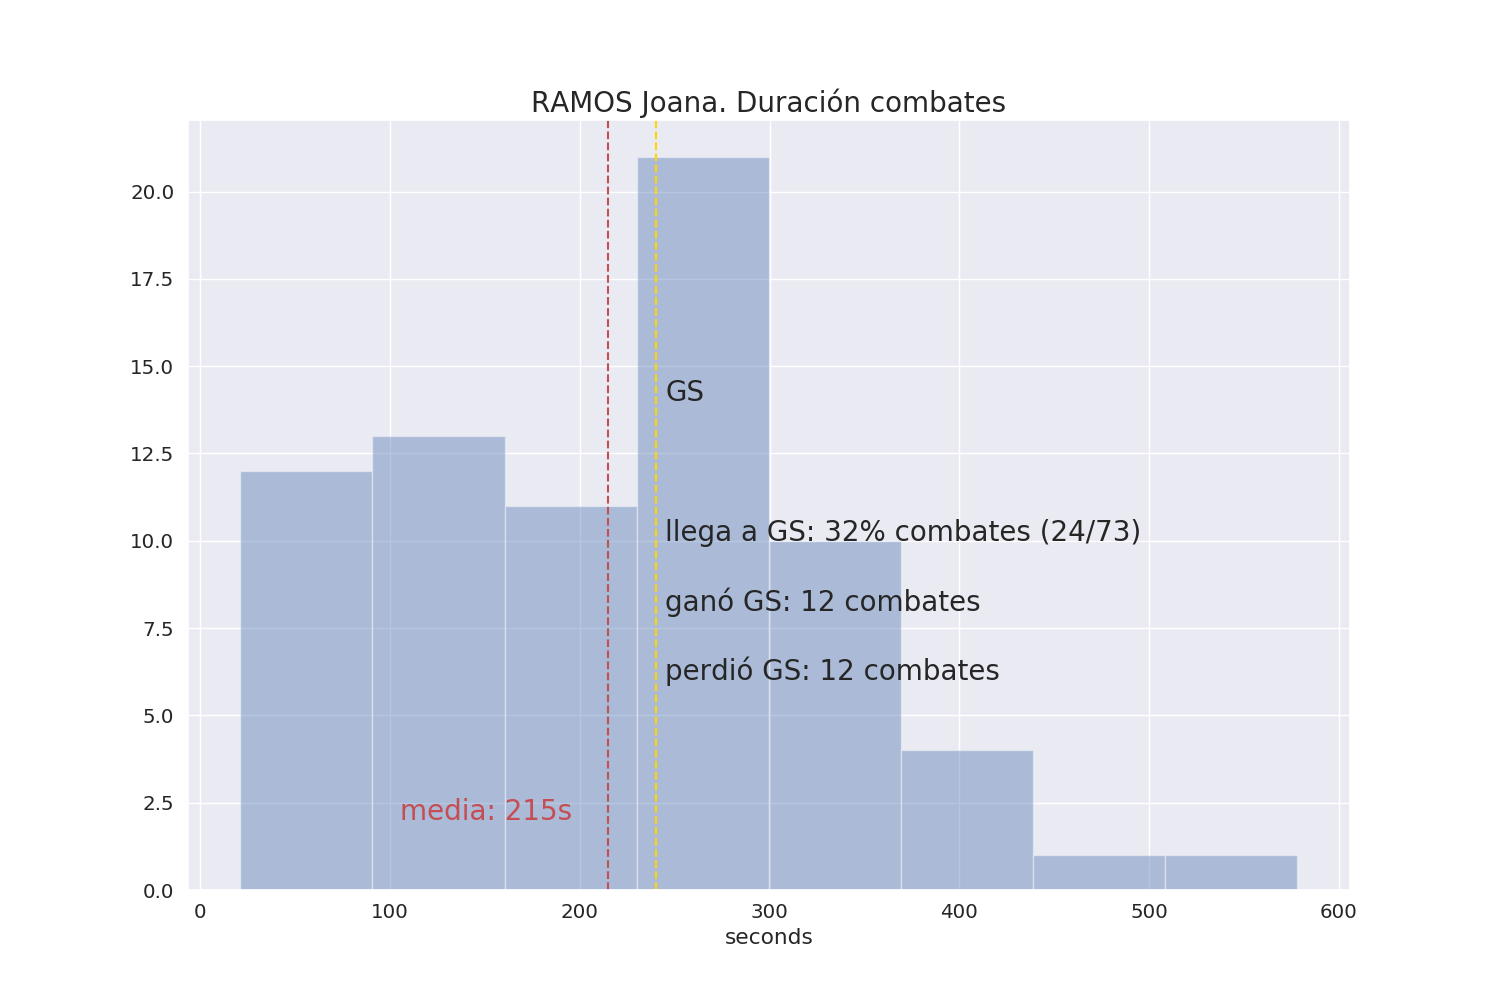 RAMOS Joana. Duración combates
20.0
17.5
15.0
12.5
10.0
7.5
5.0
2.5
0.0
GS
llega a GS: 32% combates (24/73)
ganó GS: 12 combates
perdió GS: 12 combates
media: 215s
0 100 200 300 400 500 600
seconds